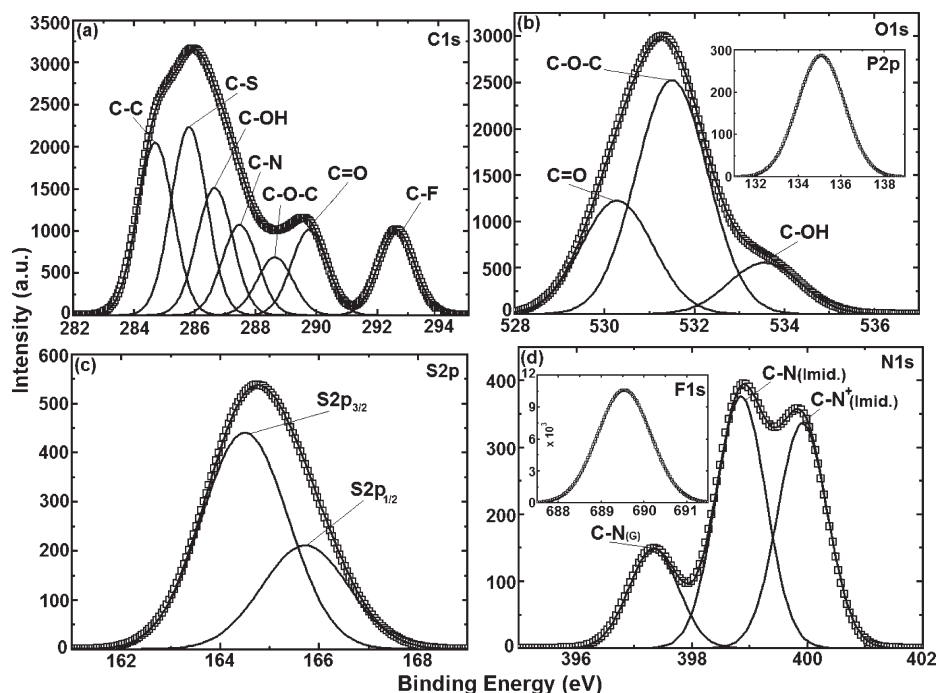 Intensity (a.u.)
(a)
C1s
C-C
C-S
C-OH
C-N
C-O-C
C=O
C-F
3500
3000
2500
2000
1500
1000
500
0
282 284 286 288 290 292 294
(b)
O1s
C-O-C
C=O
C-OH
3000
2500
2000
1500
1000
500
0
528 530 532 534 536
P2p
300
200
100
0
132 134 136 138
(c)
S2p
S2p3/2
S2p1/2
600
500
400
300
200
100
0
162 164 166 168
(d)
N1s
C-N(Imid.)
C-N+(Imid.)
C-N(G)
400
300
200
100
0
396 398 400 402
F1s
x 10^3
12
9
6
3
0
688 689 690 691
Binding Energy (eV)